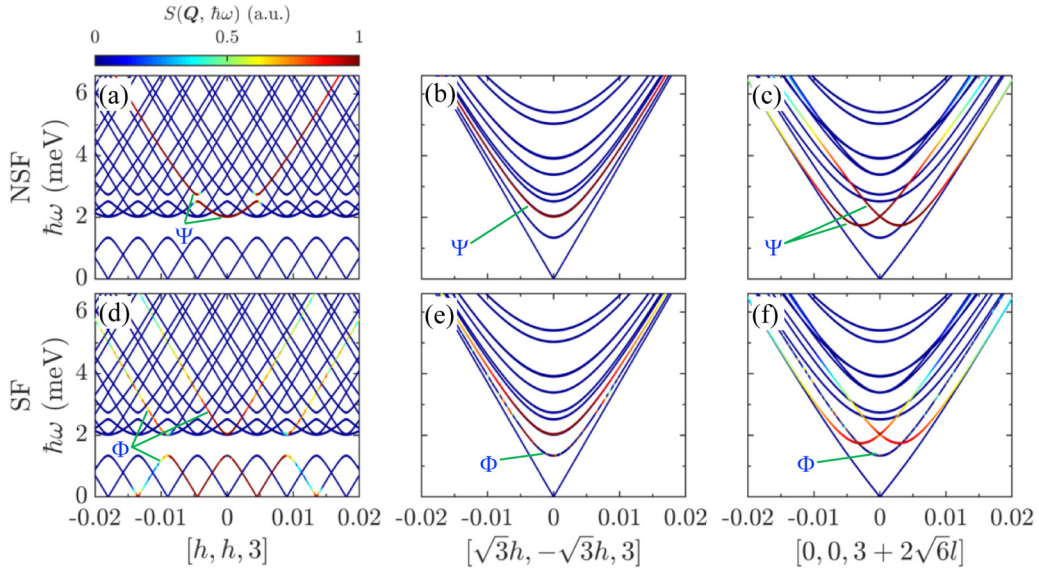 S(Q, ħω) (a.u.)
0 0.5 1
(a) (b) (c)
NSF
ħω (meV)
6
4
2
0
Ψ Ψ Ψ
(d) (e) (f)
SF
ħω (meV)
6
4
2
0
Φ Φ Φ
-0.02 -0.01 0 0.01 0.02 -0.02 -0.01 0 0.01 0.02 -0.02 -0.01 0 0.01 0.02
[h, h, 3] [√3h, −√3h, 3] [0, 0, 3 + 2√6l]